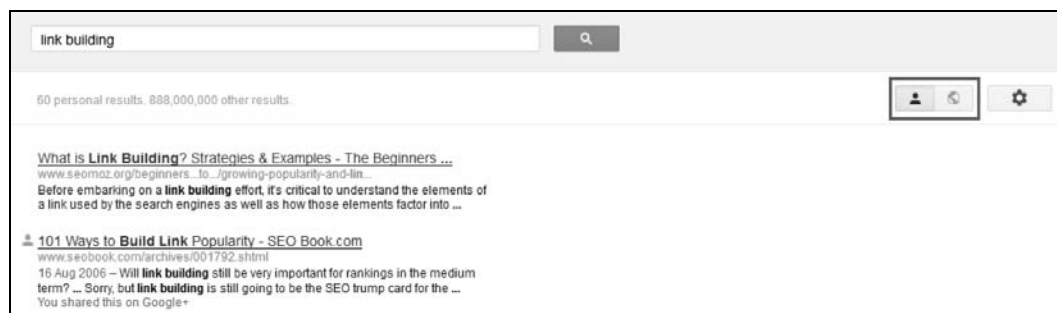 link building
60 personal results. 888,000,000 other results.
What is Link Building? Strategies & Examples - The Beginners ...
www.seomoz.org/beginners...to.../growing-popularity-and-lin...
Before embarking on a link building effort, it's critical to understand the elements of
a link used by the search engines as well as how those elements factor into ...
101 Ways to Build Link Popularity - SEO Book.com
www.seobook.com/archives/001792.shtml
16 Aug 2006 – Will link building still be very important for rankings in the medium
term? ... Sorry, but link building is still going to be the SEO trump card for the ...
You shared this on Google+